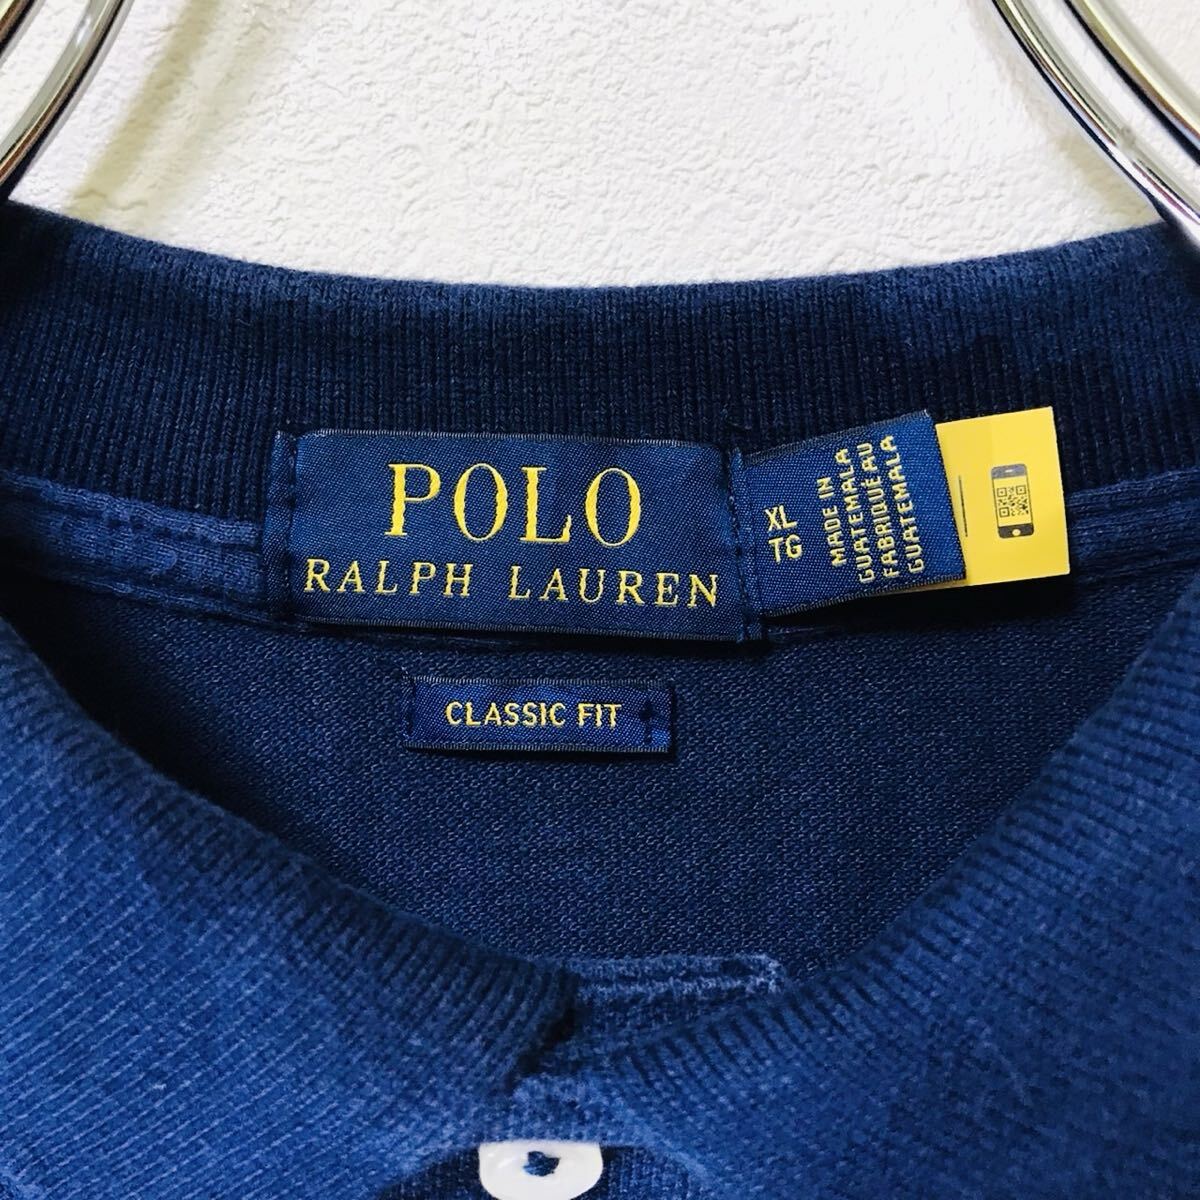 POLO
RALPH LAUREN
CLASSIC FIT
XL
TG
MADE IN
GUATEMALA
FABRIQUÉ AU
GUATEMALA